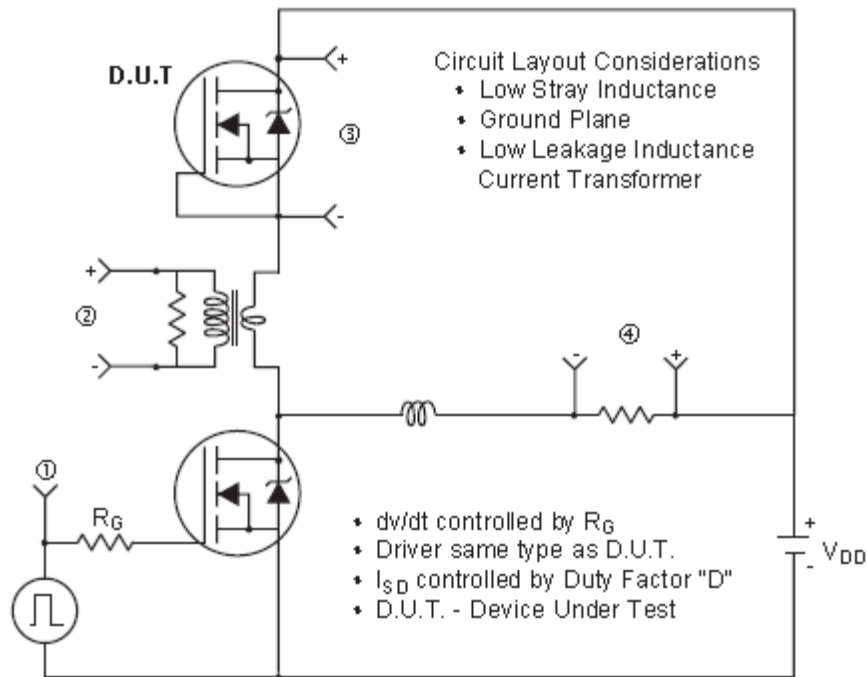 D.U.T
+
-
③
Circuit Layout Considerations
• Low Stray Inductance
• Ground Plane
• Low Leakage Inductance
Current Transformer
+
②
-
④
-
+
①
R_G
• dv/dt controlled by R_G
• Driver same type as D.U.T.
• I_SD controlled by Duty Factor "D"
• D.U.T. - Device Under Test
+
-
V_DD